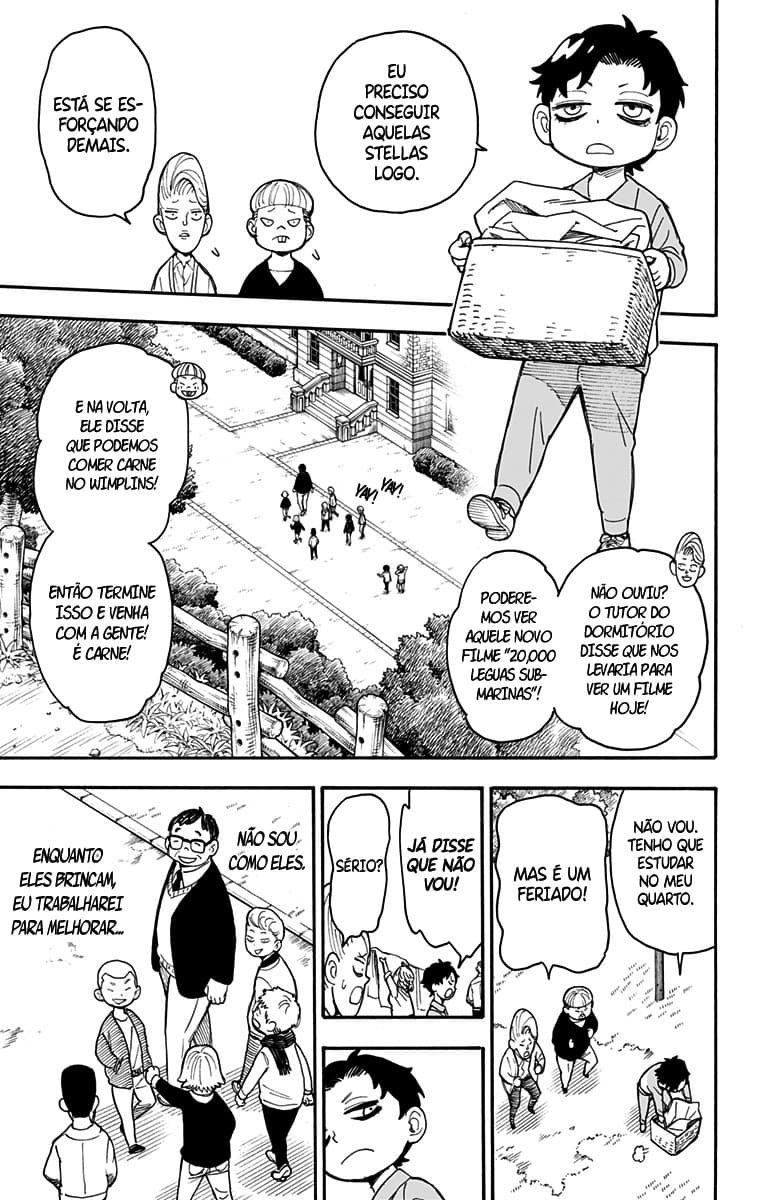 EU
PRECISO
CONSEGUIR
AQUELAS
STELLAS
LOGO.
ESTÁ SE ES-
FORÇANDO
DEMAIS.
NÃO OUVIU?
O TUTOR DO
DORMITÓRIO
DISSE QUE NOS
LEVARIA PARA
VER UM FILME
HOJE!
PODERE-
MOS VER
AQUELE NOVO
FILME "20,000
LEGUAS SUB-
MARINAS"!
YAY!
YAY!
E NA VOLTA,
ELE DISSE
QUE PODEMOS
COMER CARNE
NO WIMPLINS!
ENTÃO TERMINE
ISSO E VENHA
COM A GENTE!
É CARNE!
NÃO VOU.
TENHO QUE
ESTUDAR
NO MEU
QUARTO.
MAS É UM
FERIADO!
JÁ DISSE
QUE NÃO
VOU!
SÉRIO?
NÃO SOU
COMO ELES.
ENQUANTO
ELES BRINCAM,
EU TRABALHAREI
PARA MELHORAR...